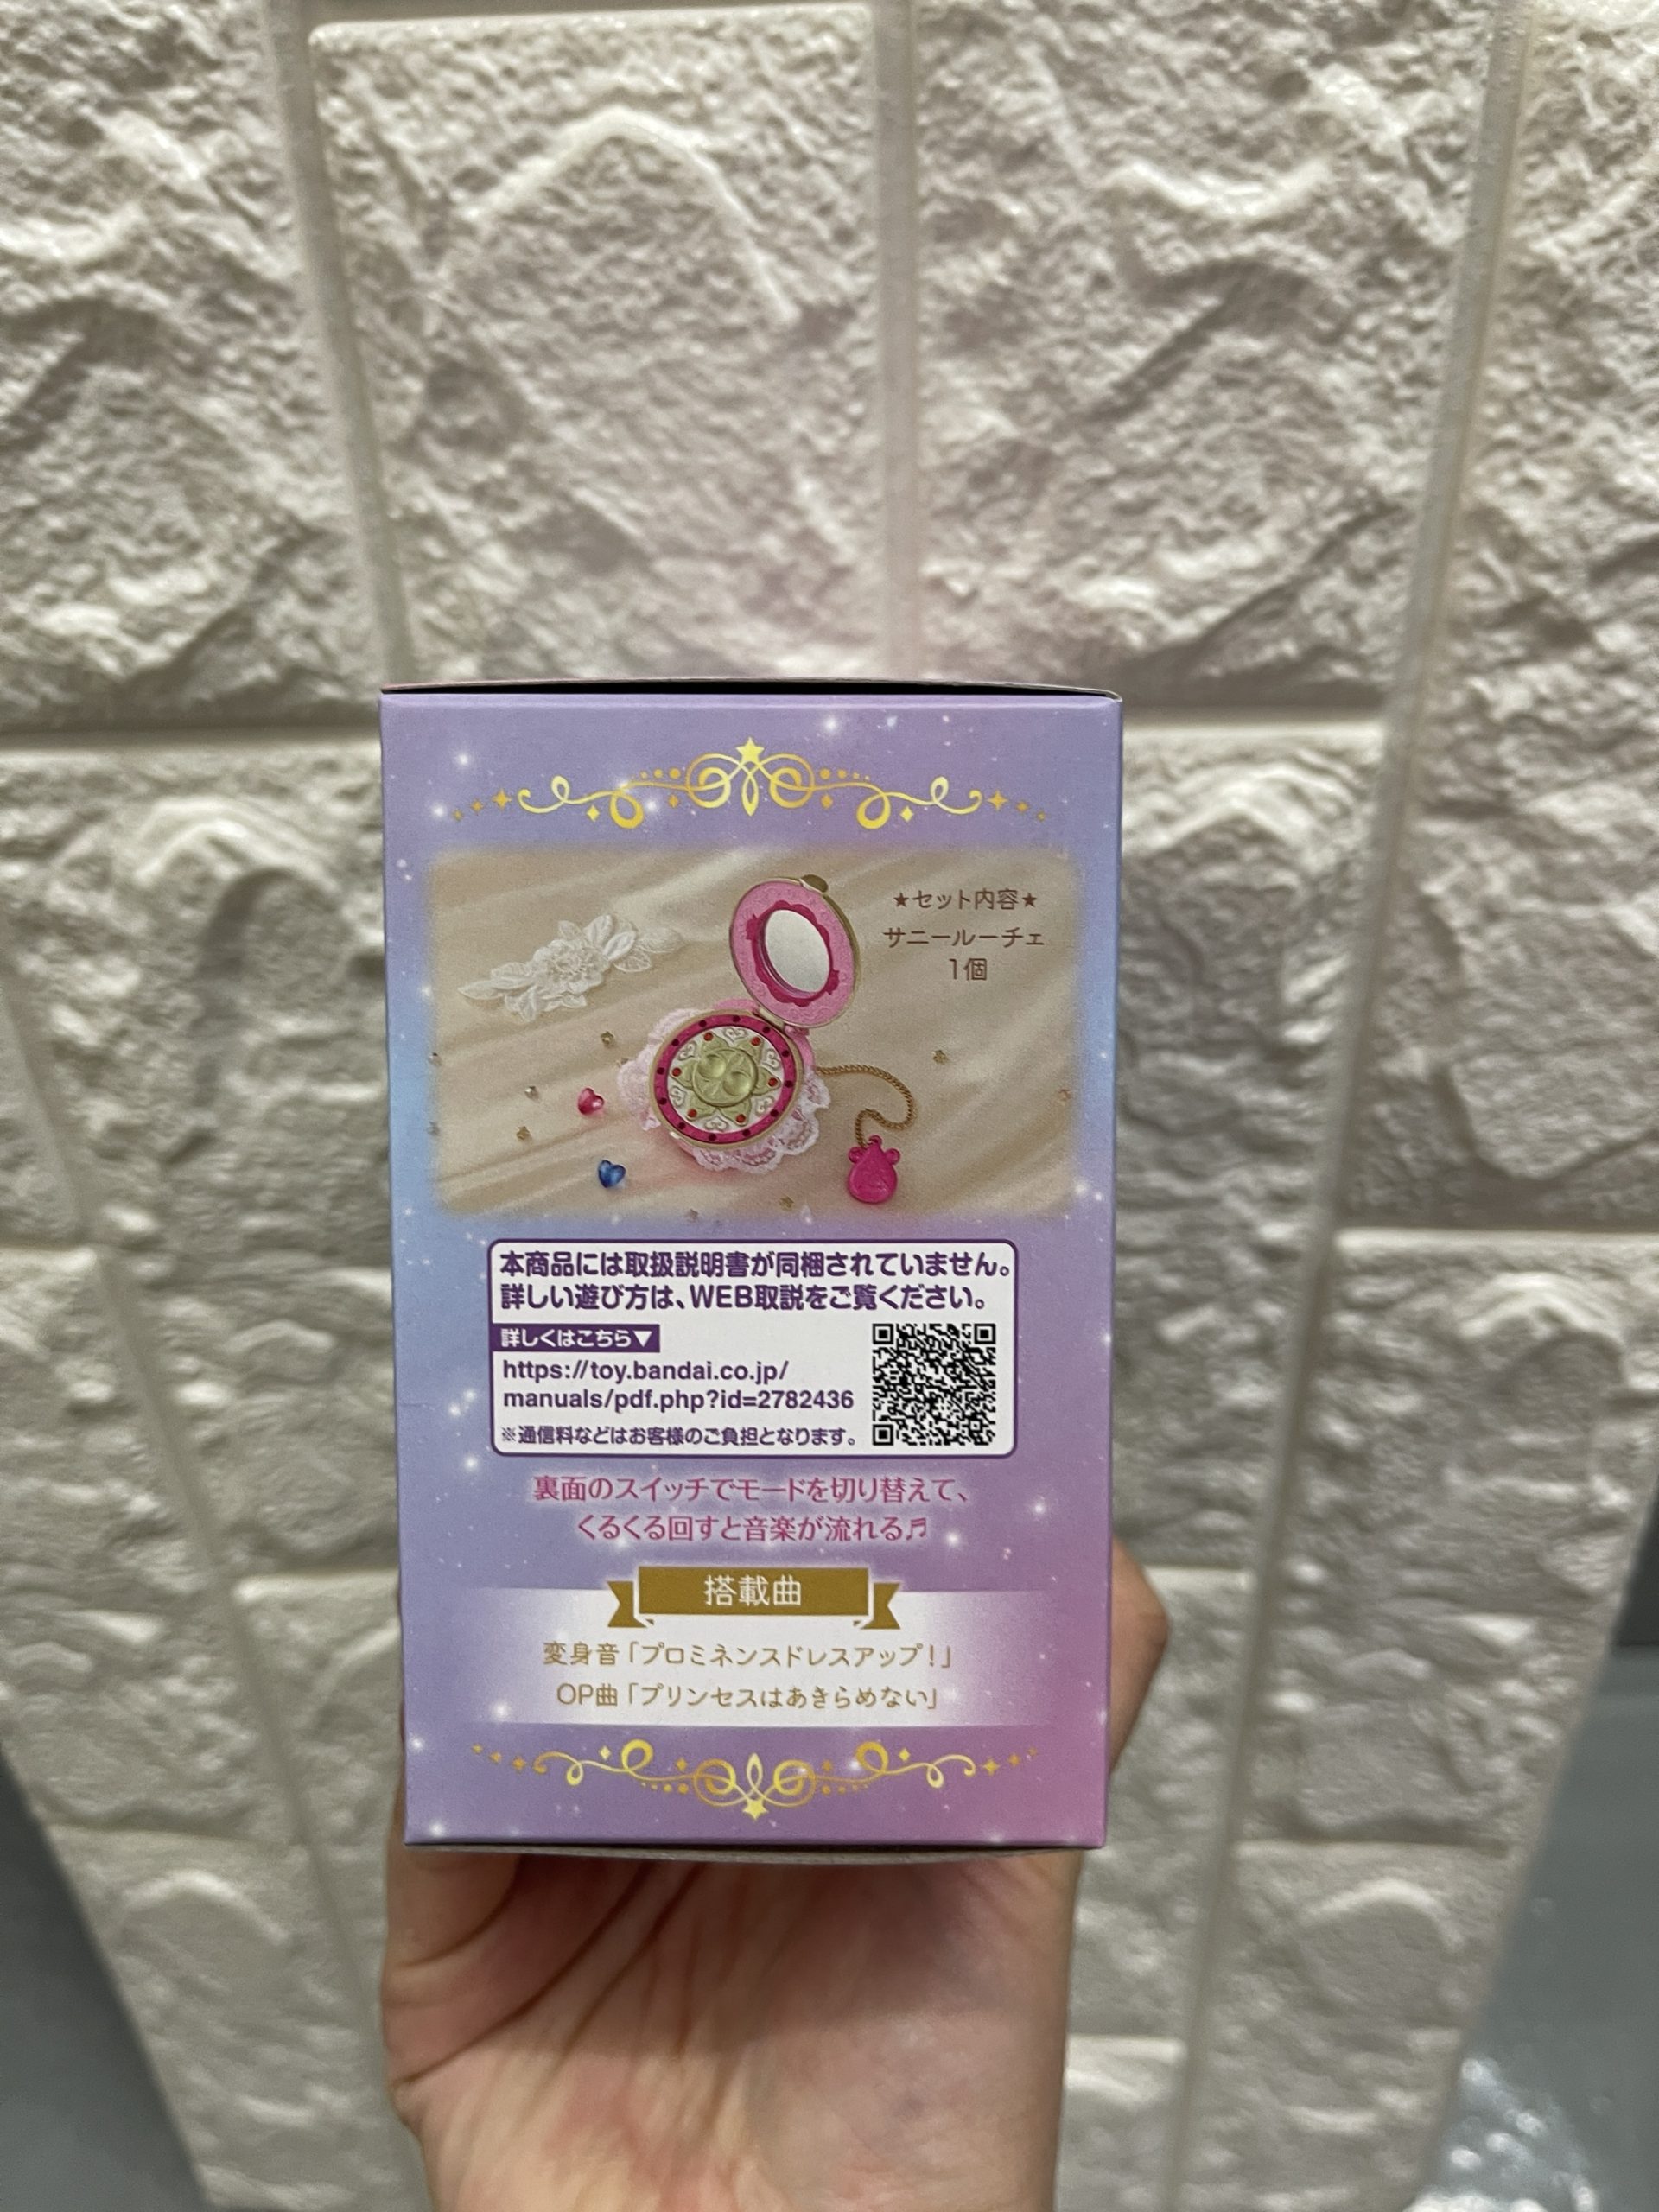 ★セット内容★
サニールーチェ
1個
本商品には取扱説明書が同梱されていません。
詳しい遊び方は、WEB取説をご覧ください。
詳しくはこちら▼
https://toy.bandai.co.jp/
manuals/pdf.php?id=2782436
※通信料などはお客様のご負担となります。
裏面のスイッチでモードを切り替えて、
くるくる回すと音楽が流れる♬
搭載曲
変身音「プロミネンスドレスアップ!」
OP曲「プリンセスはあきらめない」